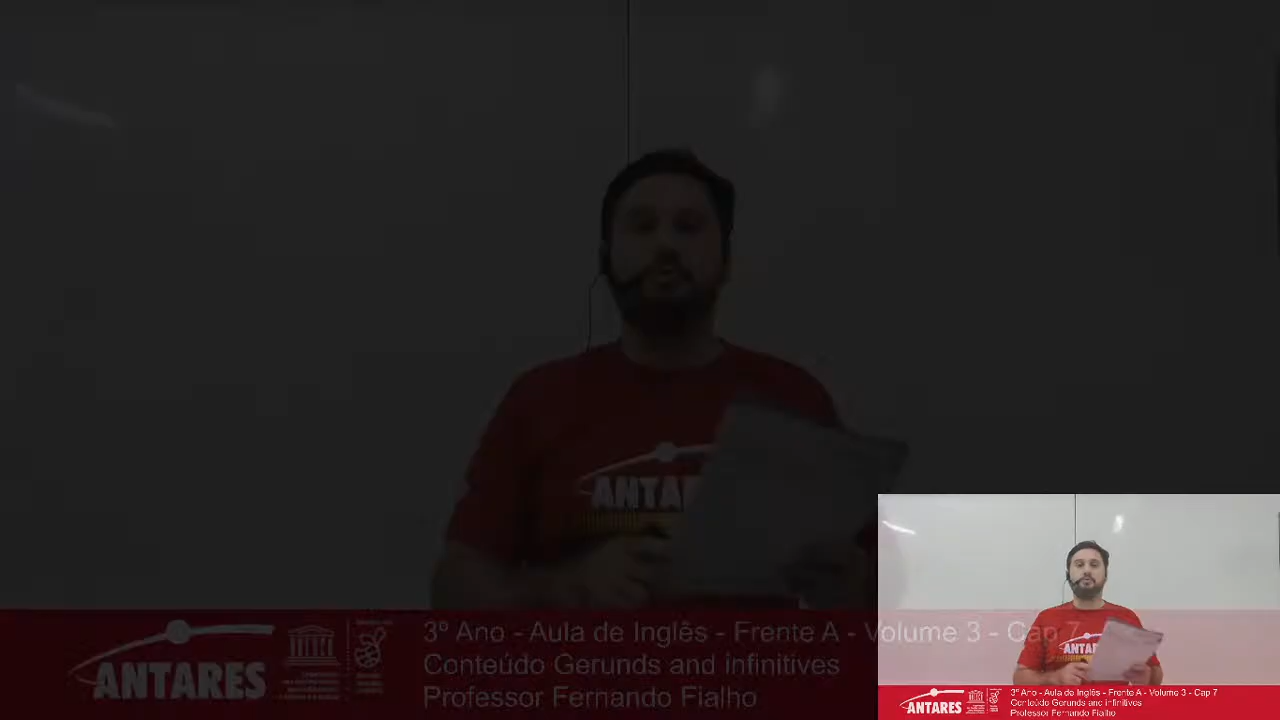 ANTA
3º Ano - Aula de Inglês - Frente A - Volume 3 - Cap 7
Conteúdo Gerunds and infinitives
Professor Fernando Fialho
ANTARES
3º Ano - Aula de Inglês - Frente A - Volume 3 - Cap 7
Conteúdo Gerunds and infinitives
Professor Fernando Fialho
ANTARES